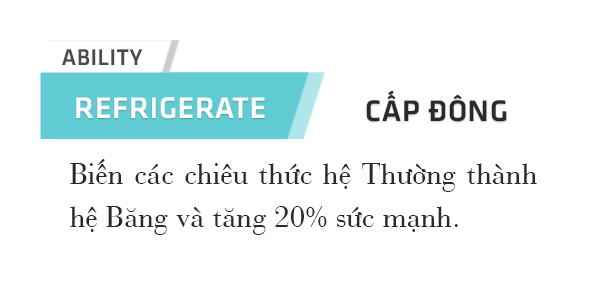 ABILITY
REFRIGERATE
CẤP ĐÔNG
Biến các chiêu thức hệ Thường thành
hệ Băng và tăng 20% sức mạnh.